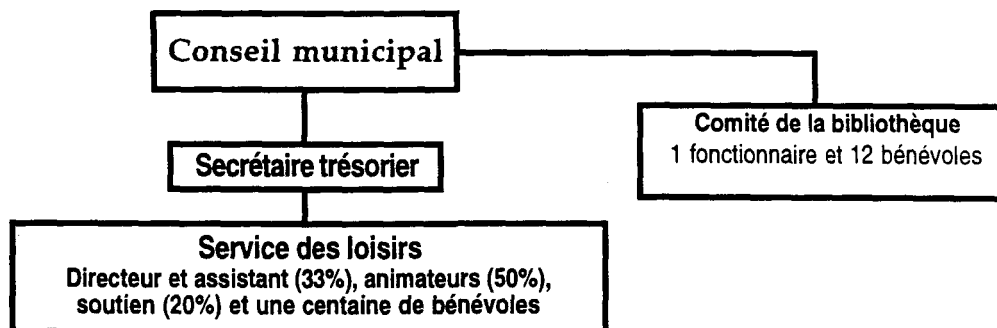 Conseil municipal
Comité de la bibliothèque
1 fonctionnaire et 12 bénévoles
Secrétaire trésorier
Service des loisirs
Directeur et assistant (33%), animateurs (50%),
soutien (20%) et une centaine de bénévoles